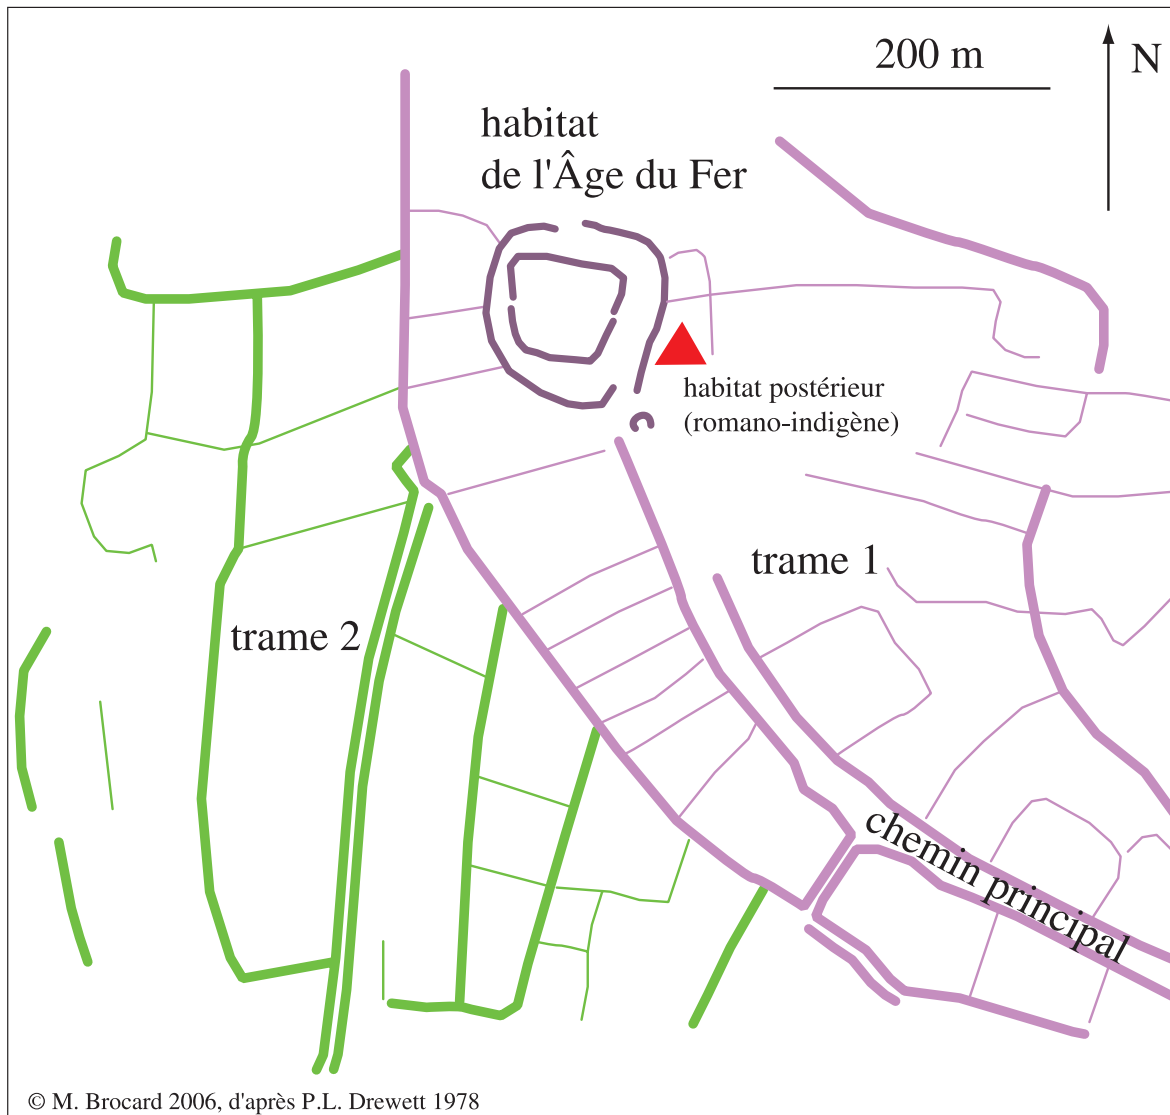 200 m
N
habitat
de l'Âge du Fer
habitat postérieur
(romano-indigène)
trame 1
trame 2
chemin principal
© M. Brocard 2006, d'après P.L. Drewett 1978